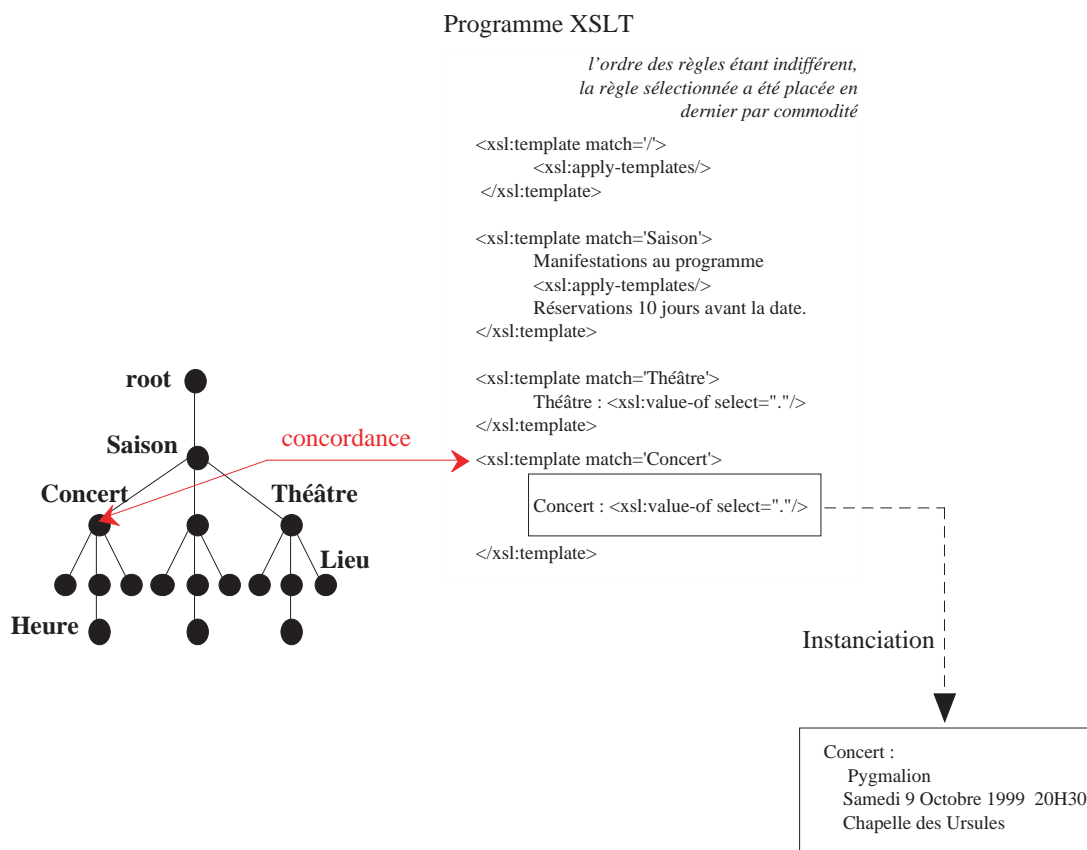 Programme XSLT
l'ordre des règles étant indifférent,
la règle sélectionnée a été placée en
dernier par commodité
<xsl:template match='/'>
<xsl:apply-templates/>
</xsl:template>
<xsl:template match='Saison'>
Manifestations au programme
<xsl:apply-templates/>
Réservations 10 jours avant la date.
</xsl:template>
<xsl:template match='Théâtre'>
Théâtre : <xsl:value-of select="."/>
</xsl:template>
<xsl:template match='Concert'>
Concert : <xsl:value-of select="."/>
</xsl:template>
root
Saison
concordance
Concert
Théâtre
Lieu
Heure
Instanciation
Concert :
Pygmalion
Samedi 9 Octobre 1999 20H30
Chapelle des Ursules